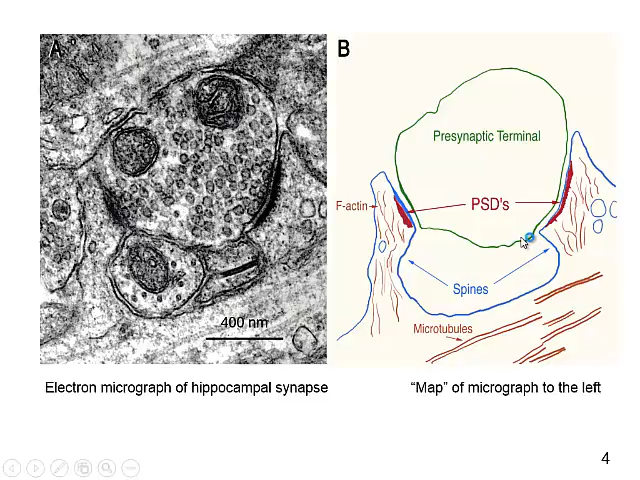 A
B
Presynaptic Terminal
F-actin
PSD's
Spines
400 nm
Microtubules
Electron micrograph of hippocampal synapse
“Map” of micrograph to the left
4